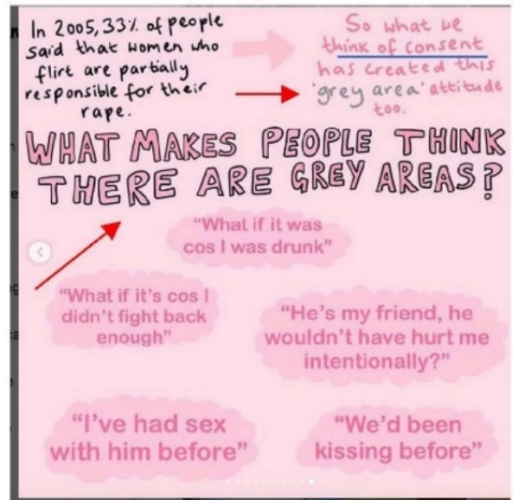 In 2005, 33% of people
said that women who
flirt are partially
responsible for their
rape.
So what we
think of consent
has created this
'grey area' attitude
too.
WHAT MAKES PEOPLE THINK
THERE ARE GREY AREAS?
"What if it was
cos I was drunk"
"What if it's cos I
didn't fight back
enough"
"He's my friend, he
wouldn't have hurt me
intentionally?"
"I've had sex
with him before"
"We'd been
kissing before"